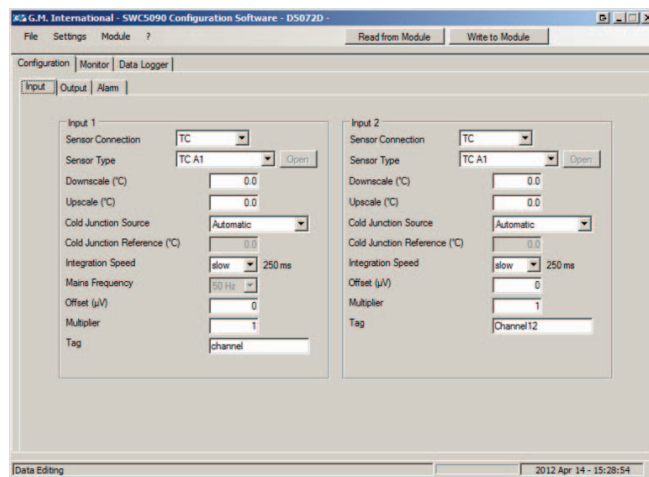 G.M. International - SWC5090 Configuration Software - D5072D -
File Settings Module ? Read from Module Write to Module
Configuration Monitor Data Logger
Input Output Alarm
Input 1
Sensor Connection TC
Sensor Type TC A1 Open
Downscale (°C) 0.0
Upscale (°C) 0.0
Cold Junction Source Automatic
Cold Junction Reference (°C) 0.0
Integration Speed slow 250 ms
Mains Frequency 50 Hz
Offset (µV) 0
Multiplier 1
Tag channel
Input 2
Sensor Connection TC
Sensor Type TC A1 Open
Downscale (°C) 0.0
Upscale (°C) 0.0
Cold Junction Source Automatic
Cold Junction Reference (°C) 0.0
Integration Speed slow 250 ms
Offset (µV) 0
Multiplier 1
Tag Channel12
Data Editing 2012 Apr 14 - 15:28:54